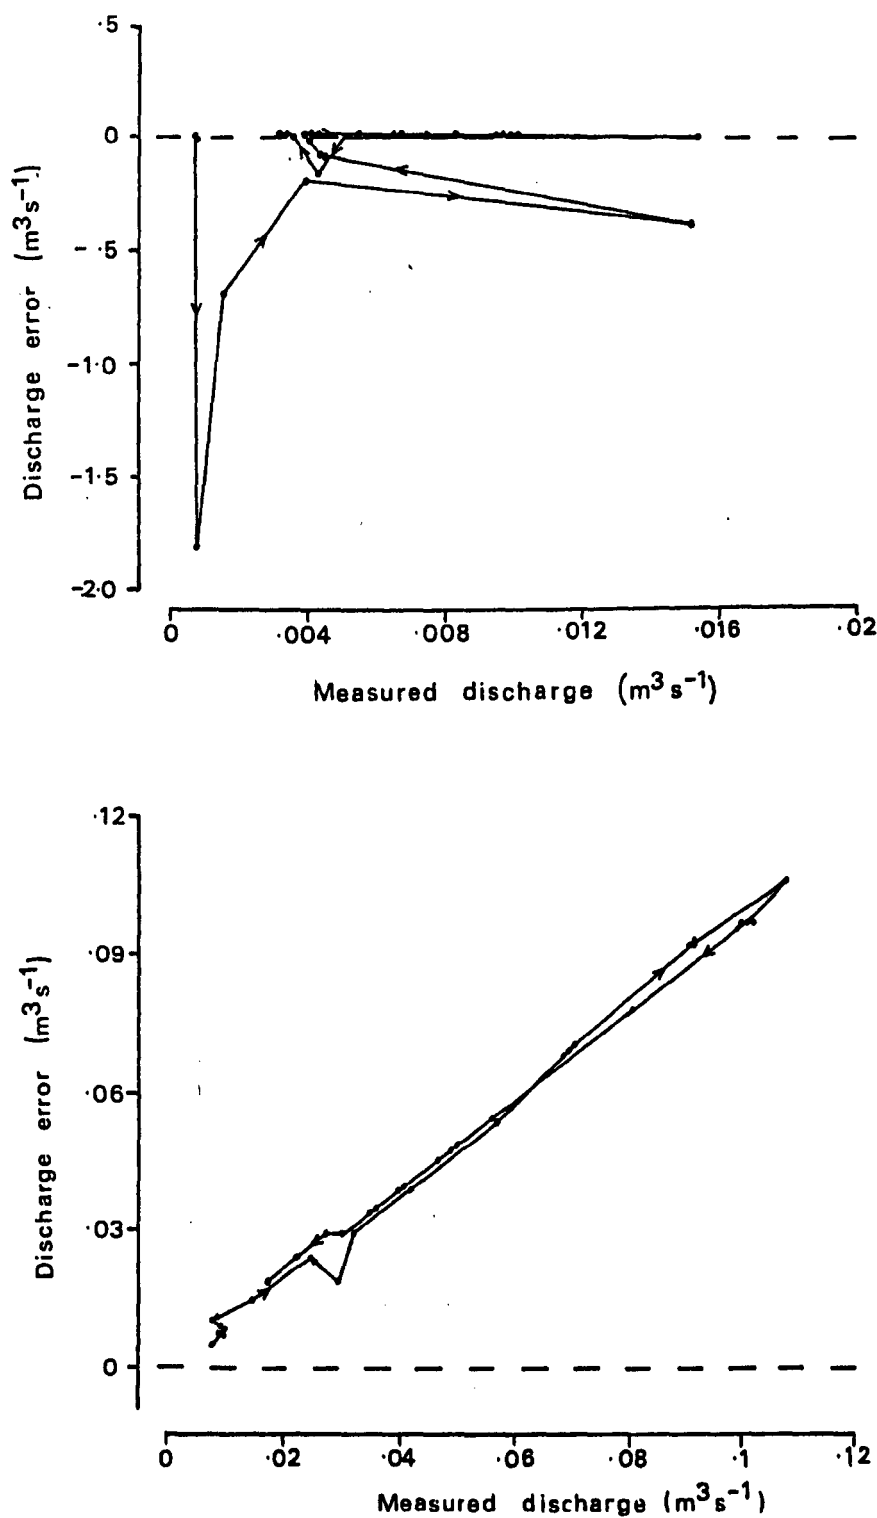 ·5
0
-·5
-1·0
-1·5
-2·0
Discharge error (m³s⁻¹)
0 ·004 ·008 ·012 ·016 ·02
Measured discharge (m³s⁻¹)
·12
·09
·06
·03
0
Discharge error (m³s⁻¹)
0 ·02 ·04 ·06 ·08 ·1 ·12
Measured discharge (m³s⁻¹)